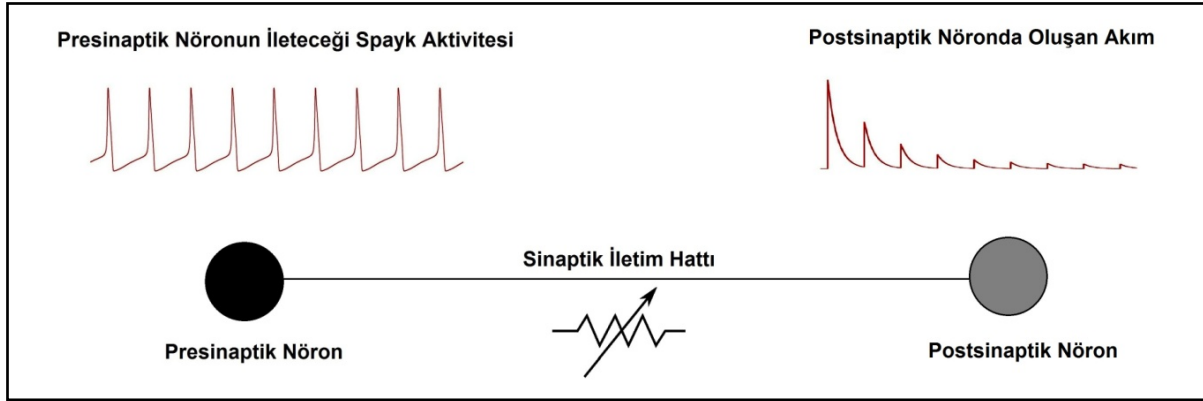 Presinaptik Nöronun İleteceği Spayk Aktivitesi
Postsinaptik Nöronda Oluşan Akım
Sinaptik İletim Hattı
Presinaptik Nöron
Postsinaptik Nöron